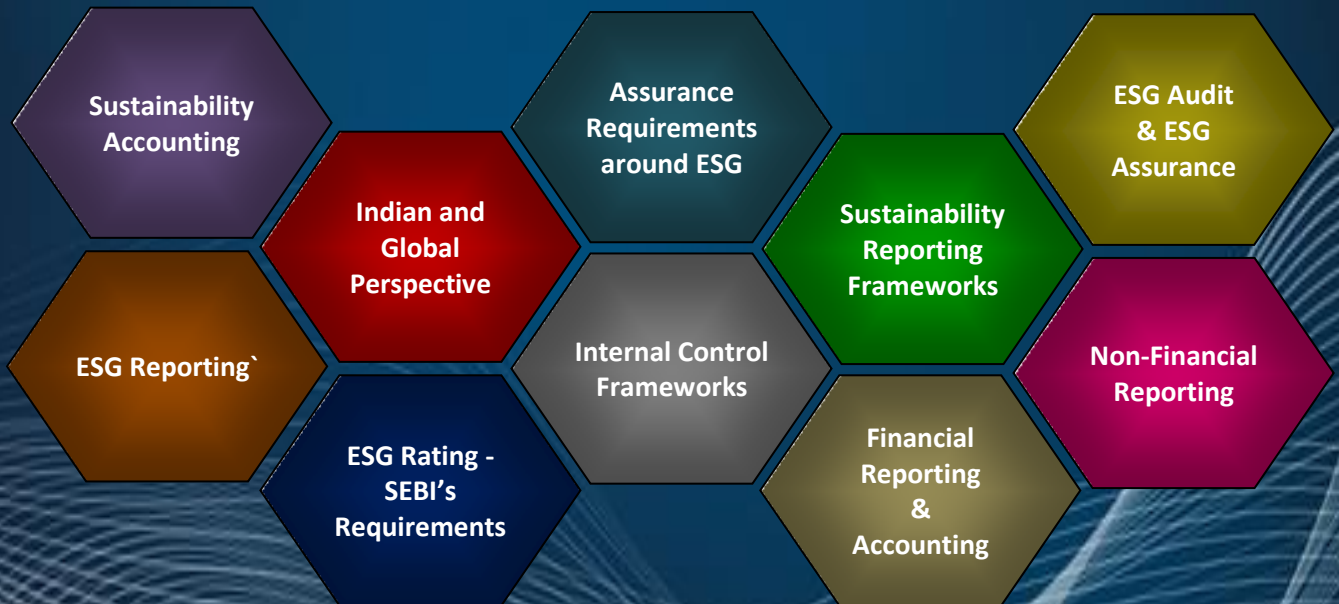 Sustainability
Accounting
Assurance
Requirements
around ESG
ESG Audit
& ESG
Assurance
Indian and
Global
Perspective
Sustainability
Reporting
Frameworks
ESG Reporting`
Internal Control
Frameworks
Non-Financial
Reporting
ESG Rating -
SEBI’s
Requirements
Financial
Reporting
&
Accounting